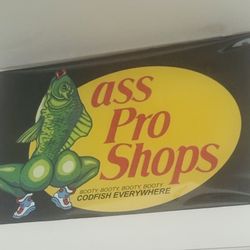 ass
Pro
Shops
BOOTY, BOOTY, BOOTY, BOOTY
CODFISH EVERYWHERE